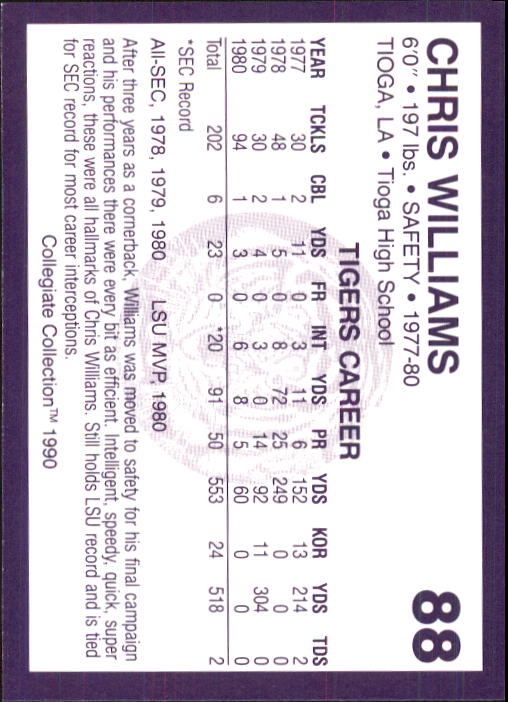 CHRIS WILLIAMS 88
6'0" • 197 lbs. • SAFETY • 1977-80
TIOGA, LA • Tioga High School
TIGERS CAREER
YEAR TCKLS CBL YDS FR INT YDS PR YDS KOR YDS TDS
1977 30 2 11 0 3 11 6 152 13 214 2
1978 48 1 5 0 8 72 25 249 0 0 0
1979 30 2 4 0 3 0 14 92 11 304 0
1980 94 1 3 0 6 8 5 60 0 0 0
Total 202 6 23 0 *20 91 50 553 24 518 2
*SEC Record
All-SEC, 1978, 1979, 1980 LSU MVP, 1980
After three years as a cornerback, Williams was moved to safety for his final campaign
and his performances there were every bit as efficient. Intelligent, speedy, quick, super
reactions, these were all hallmarks of Chris Williams. Still holds LSU record and is tied
for SEC record for most career interceptions.
Collegiate Collection™ 1990